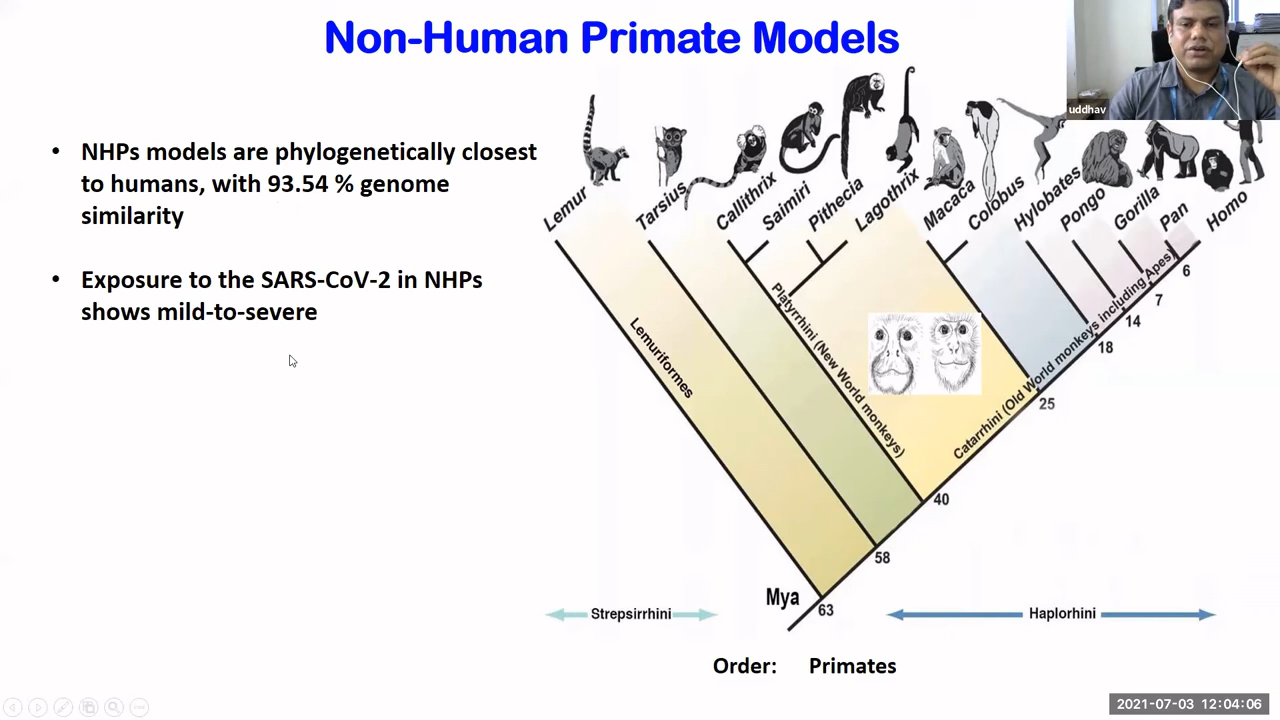 Non-Human Primate Models
uddhav
• NHPs models are phylogenetically closest
to humans, with 93.54 % genome
similarity
• Exposure to the SARS-CoV-2 in NHPs
shows mild-to-severe
Lemur
Tarsius
Callithrix
Saimiri
Pithecia
Lagothrix
Macaca
Colobus
Hylobates
Pongo
Gorilla
Pan
Homo
Lemuriformes
Platyrrhini (New World monkeys)
Catarrhini (Old World monkeys including Apes)
6
7
14
18
25
40
58
Mya
63
Strepsirrhini
Haplorhini
Order: Primates
2021-07-03 12:04:06